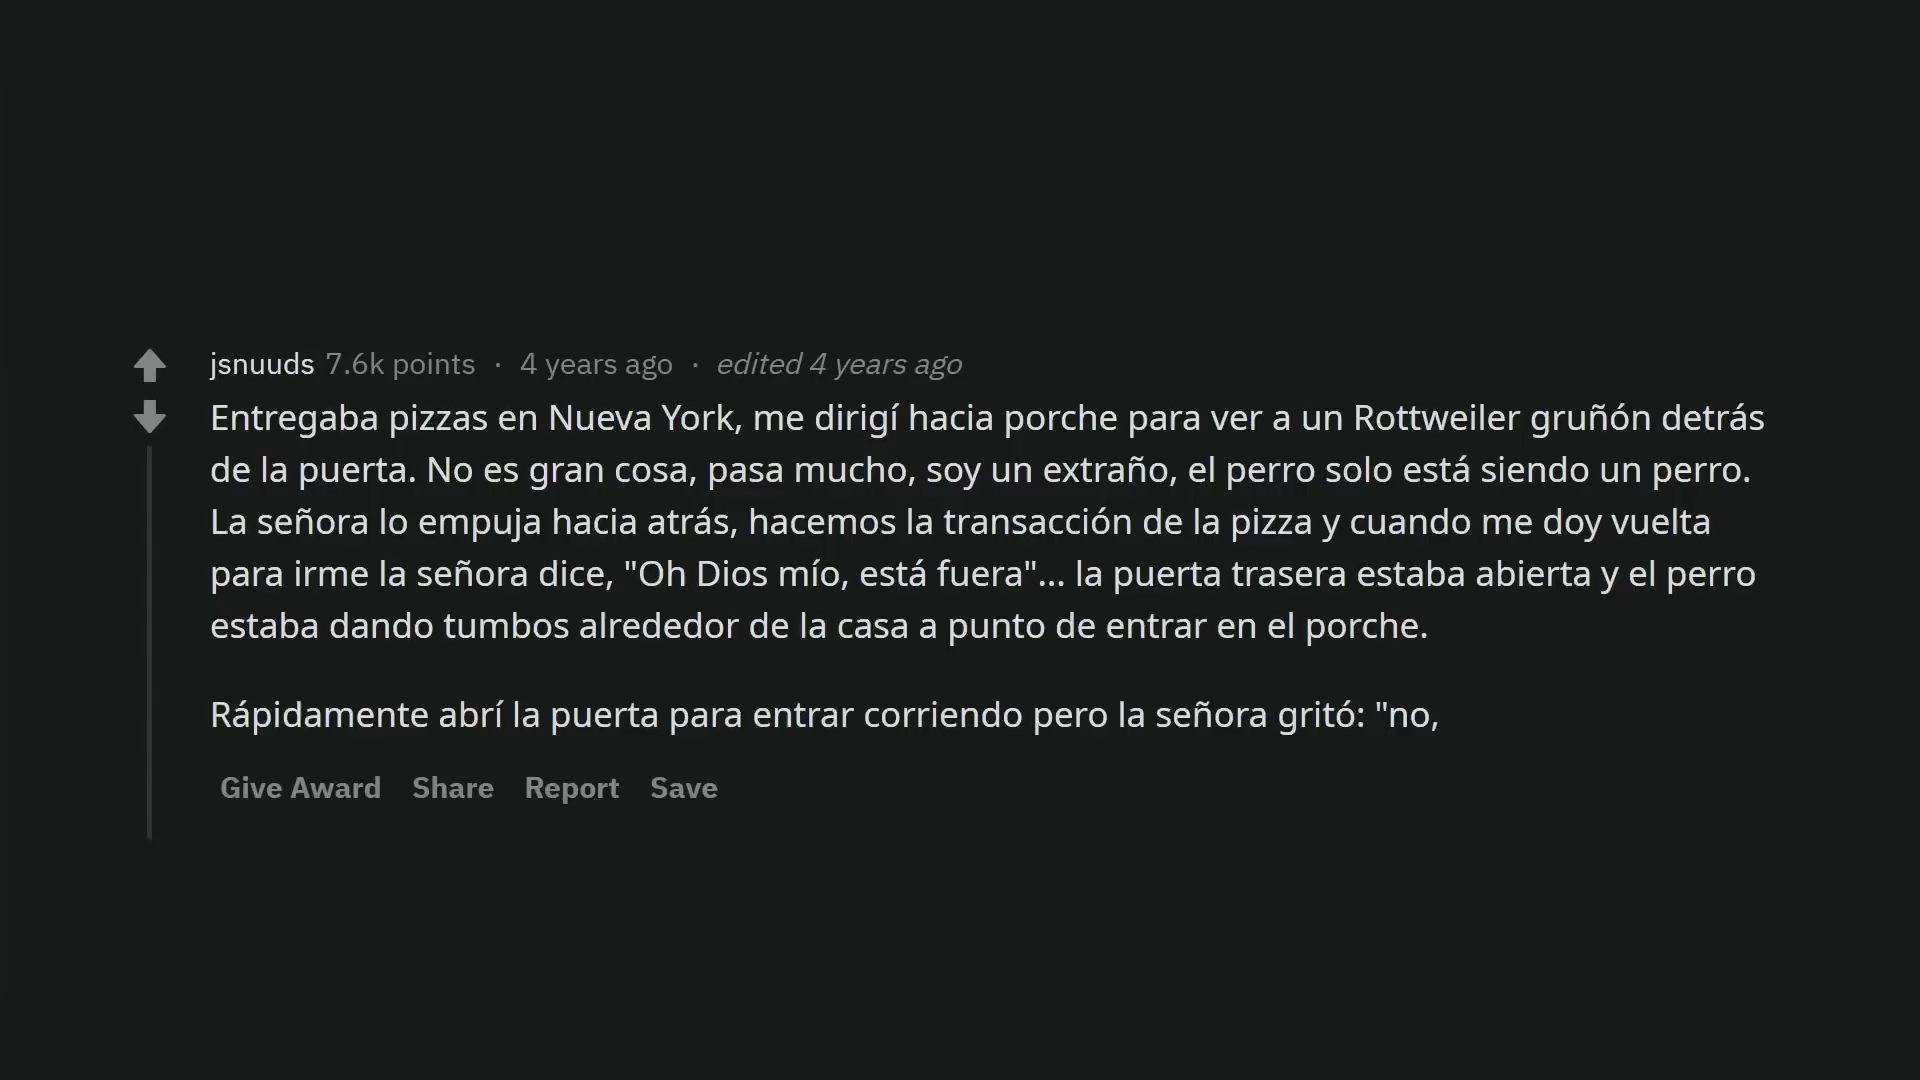 jsnuuds 7.6k points · 4 years ago · edited 4 years ago
Entregaba pizzas en Nueva York, me dirigí hacia porche para ver a un Rottweiler gruñón detrás
de la puerta. No es gran cosa, pasa mucho, soy un extraño, el perro solo está siendo un perro.
La señora lo empuja hacia atrás, hacemos la transacción de la pizza y cuando me doy vuelta
para irme la señora dice, "Oh Dios mío, está fuera"... la puerta trasera estaba abierta y el perro
estaba dando tumbos alrededor de la casa a punto de entrar en el porche.
Rápidamente abrí la puerta para entrar corriendo pero la señora gritó: "no,
Give Award Share Report Save